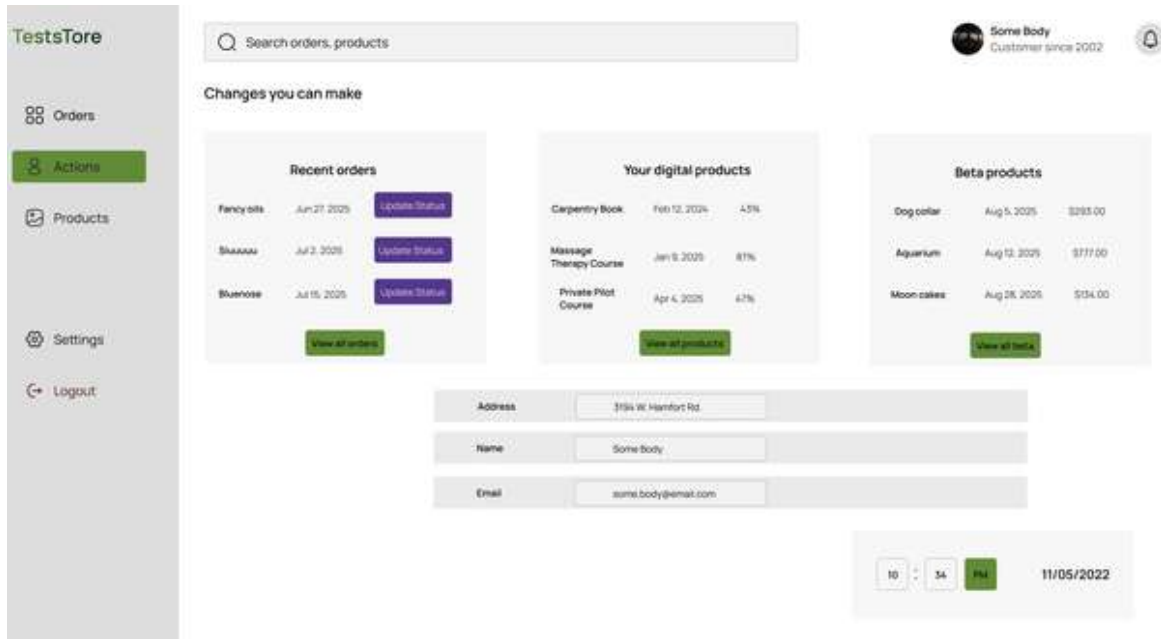 TestsTore
Search orders, products
Some Body
Customer since 2002
Changes you can make
Orders
Actions
Products
Settings
Logout
Recent orders
Fancy oils Jun 27, 2025 Update Status
Sluuuuu Jul 2, 2025 Update Status
Bluenose Jul 15, 2025 Update Status
View all orders
Your digital products
Carpentry Book Feb 12, 2024 43%
Massage
Therapy Course Jan 9, 2025 81%
Private Pilot
Course Apr 4, 2025 47%
View all products
Beta products
Dog collar Aug 5, 2025 $293.00
Aquarium Aug 12, 2025 $777.00
Moon cakes Aug 28, 2025 $134.00
View all beta
Address 3194 W. Hamfort Rd.
Name Some Body
Email some.body@email.com
10 : 34 PM 11/05/2022